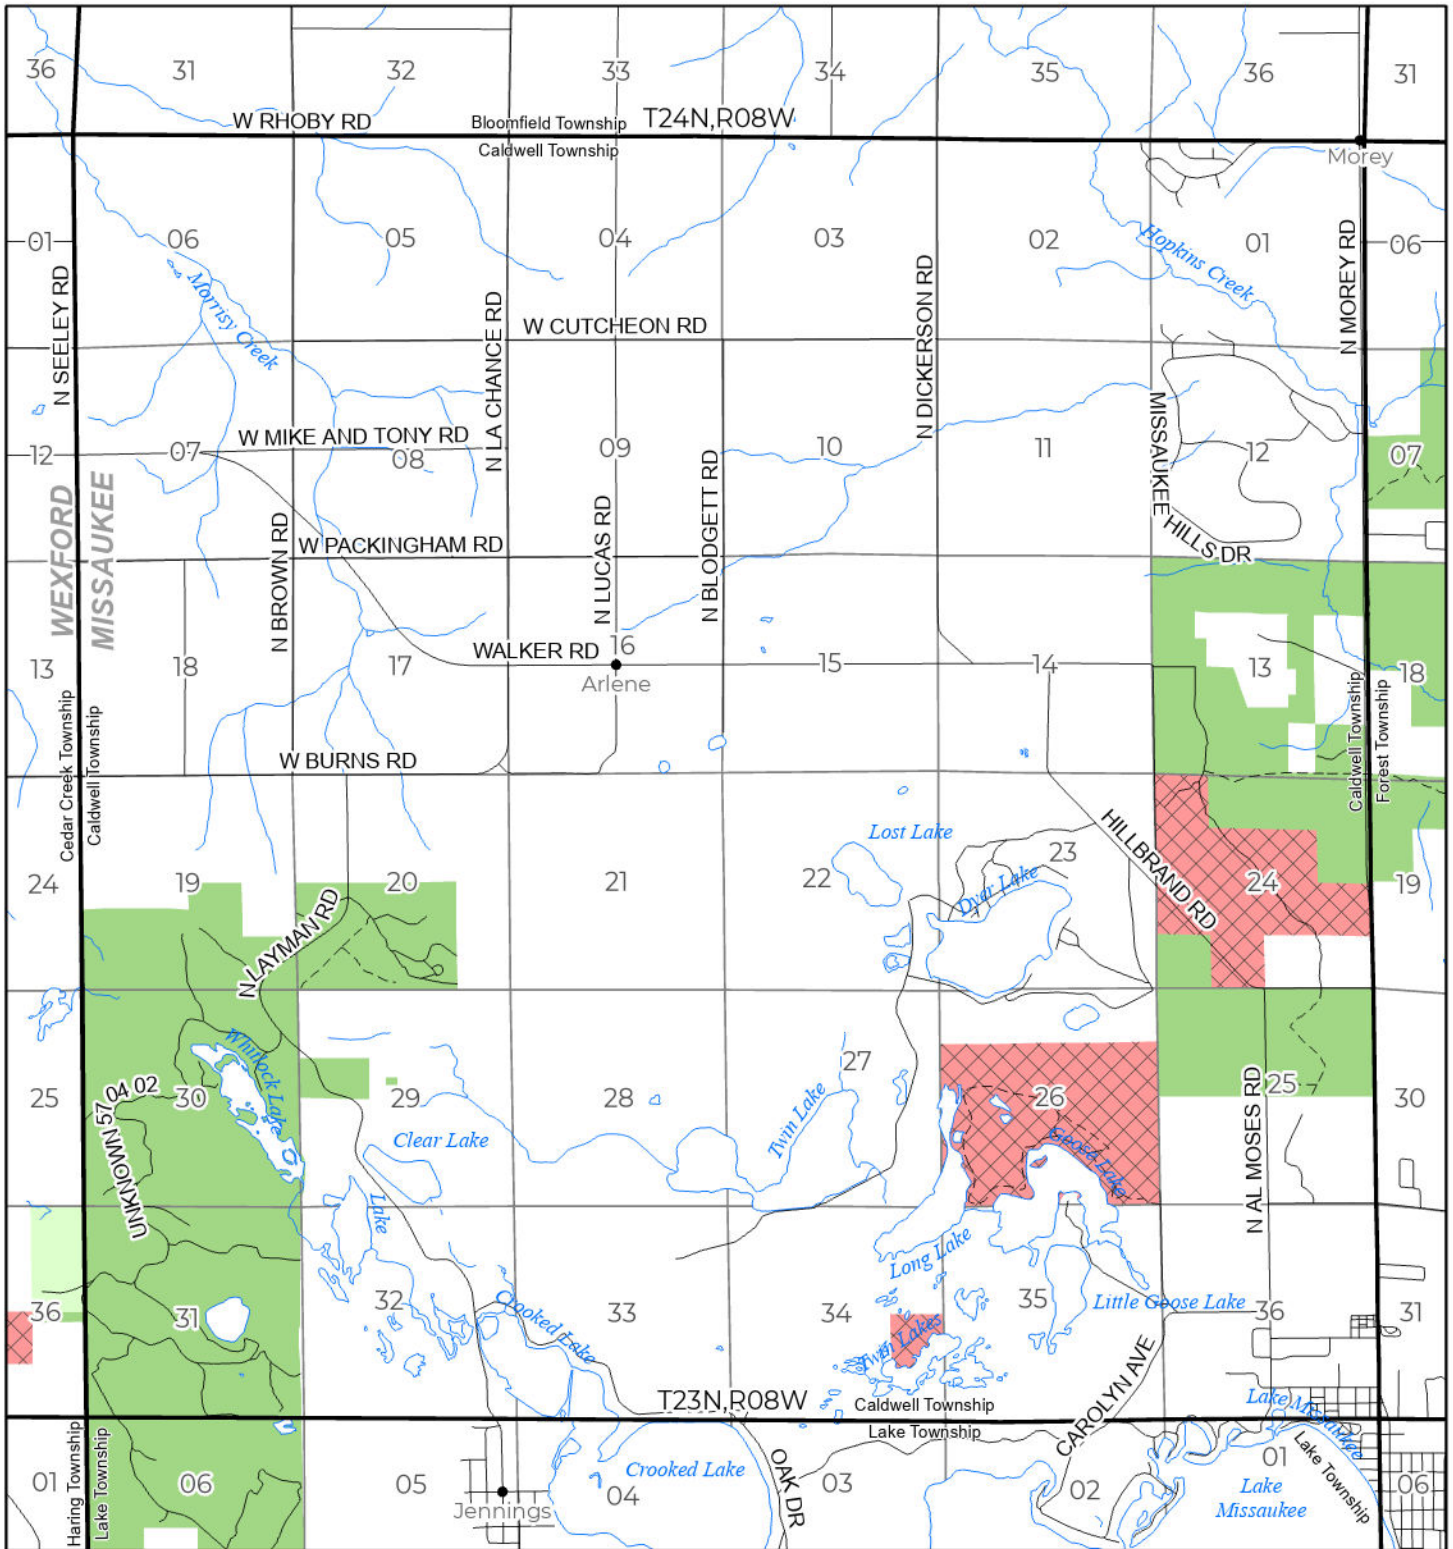 36 31 32 33 34 35 36 31
W RHOBY RD
Bloomfield Township
T24N,R08W
Caldwell Township
Morey
01 06 05 04 03 02 01 06
Hopkins Creek
N SEELEY RD
Morrisy Creek
N LA CHANCE RD
W CUTCHEON RD
N DICKERSON RD
N MOREY RD
W MIKE AND TONY RD
12 07 08 09 10 11 12 07
MISSAUKEE HILLS DR
WEXFORD
MISSAUKEE
N BROWN RD
W PACKINGHAM RD
N LUCAS RD
N BLODGETT RD
WALKER RD
13 18 17 16 15 14 13 18
Arlene
Cedar Creek Township
Caldwell Township
W BURNS RD
Caldwell Township
Forest Township
HILLBRAND RD
Lost Lake
Dyer Lake
24 19 20 21 22 23 24 19
N LAYMAN RD
Whitlock Lake
UNKNOWN 57 04 02
25 30 29 28 27 26 25 30
Clear Lake
Twin Lake
Goose Lake
N AL MOSES RD
Lake
Long Lake
36 31 32 33 34 35 36 31
Crooked Lake
Little Goose Lake
Twin Lakes
CAROLYN AVE
T23N,R08W
Caldwell Township
Lake Township
Lake Missaukee
Haring Township
Lake Township
Crooked Lake
OAK DR
Lake Township
01 06 05 04 03 02 01 06
Jennings
Lake
Missaukee